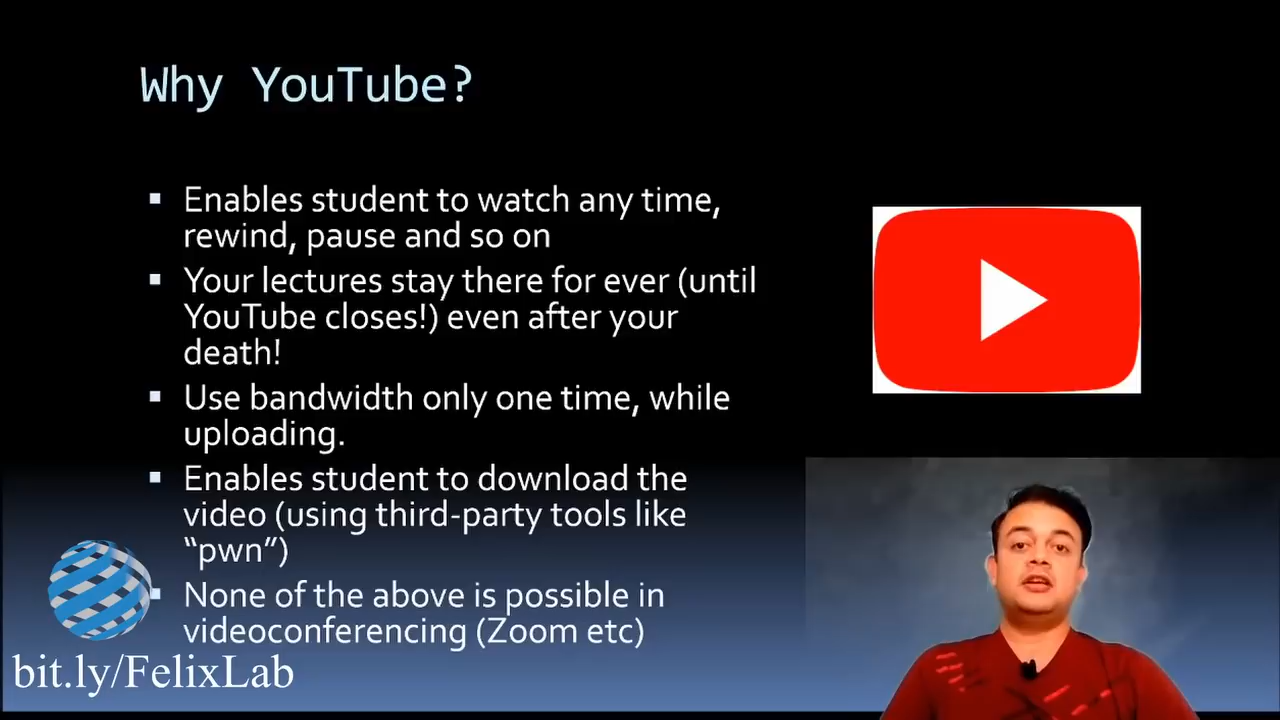 Why YouTube?
Enables student to watch any time,
rewind, pause and so on
Your lectures stay there for ever (until
YouTube closes!) even after your
death!
Use bandwidth only one time, while
uploading.
Enables student to download the
video (using third-party tools like
“pwn”)
None of the above is possible in
videoconferencing (Zoom etc)
bit.ly/FelixLab